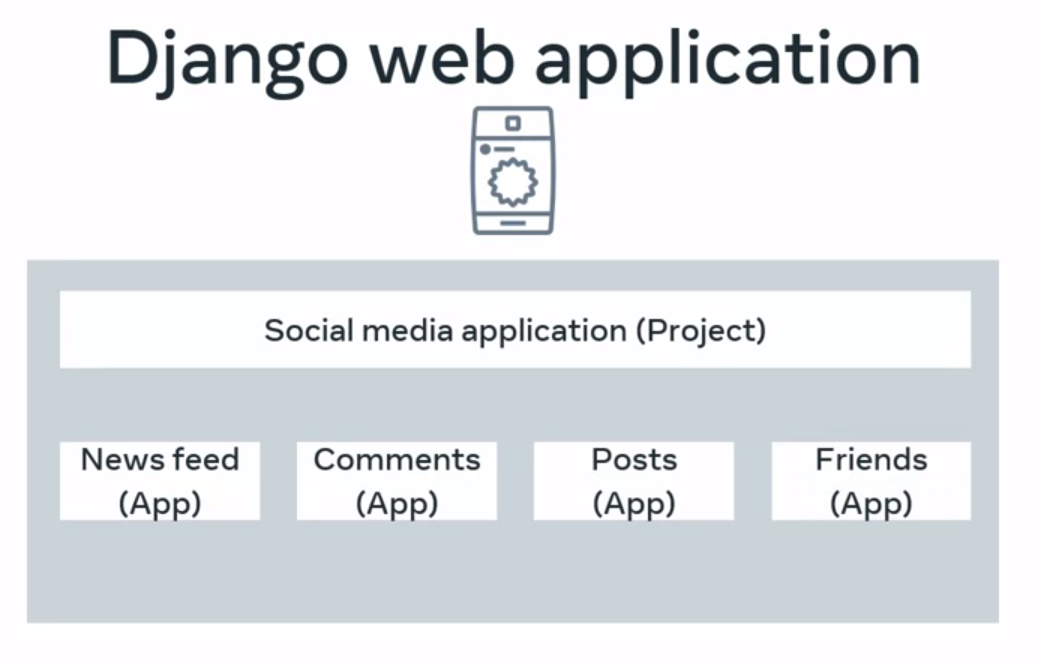 Django web application
Social media application (Project)
News feed
(App)
Comments
(App)
Posts
(App)
Friends
(App)